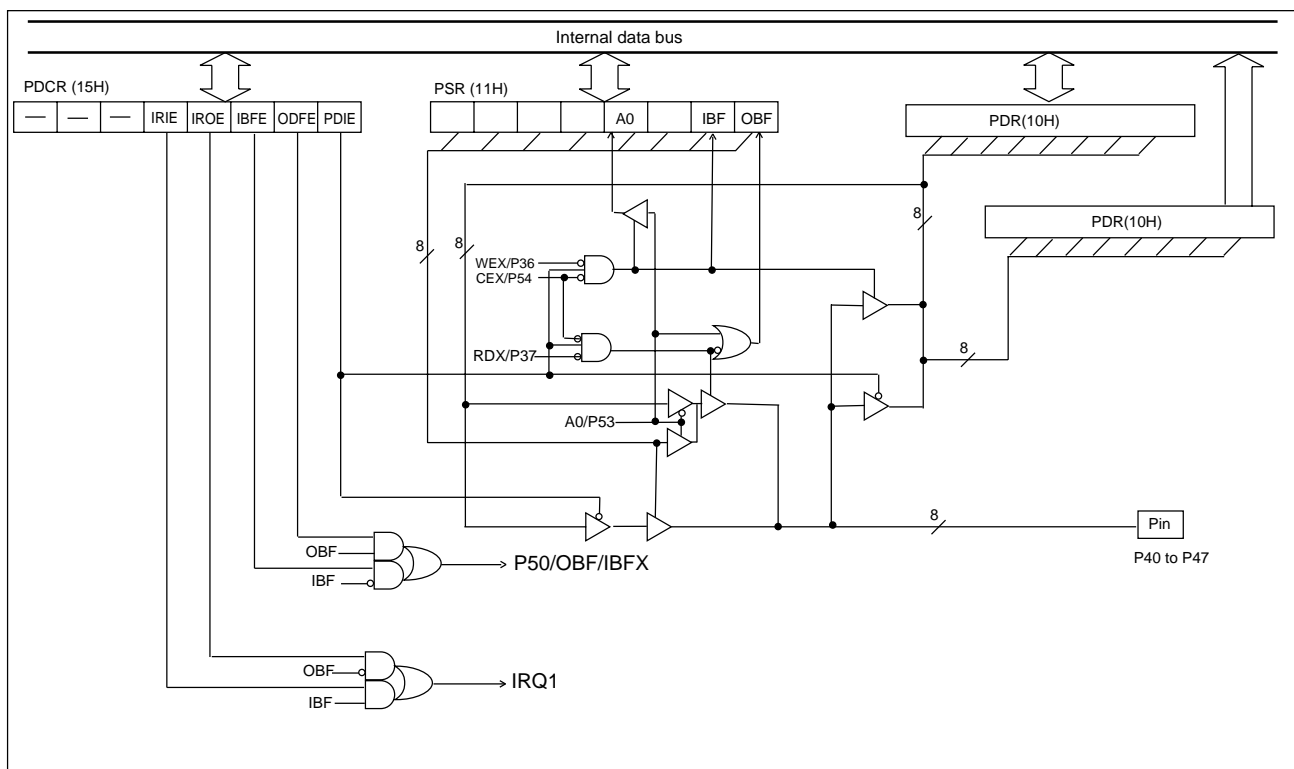 Internal data bus
PDCR (15H)
— — — IRIE IROE IBFE ODFE PDIE
PSR (11H)
A0 IBF OBF
PDR(10H)
PDR(10H)
8
8
8
8
WEX/P36
CEX/P54
RDX/P37
A0/P53
8
Pin
P40 to P47
OBF
IBF
P50/OBF/IBFX
OBF
IBF
IRQ1